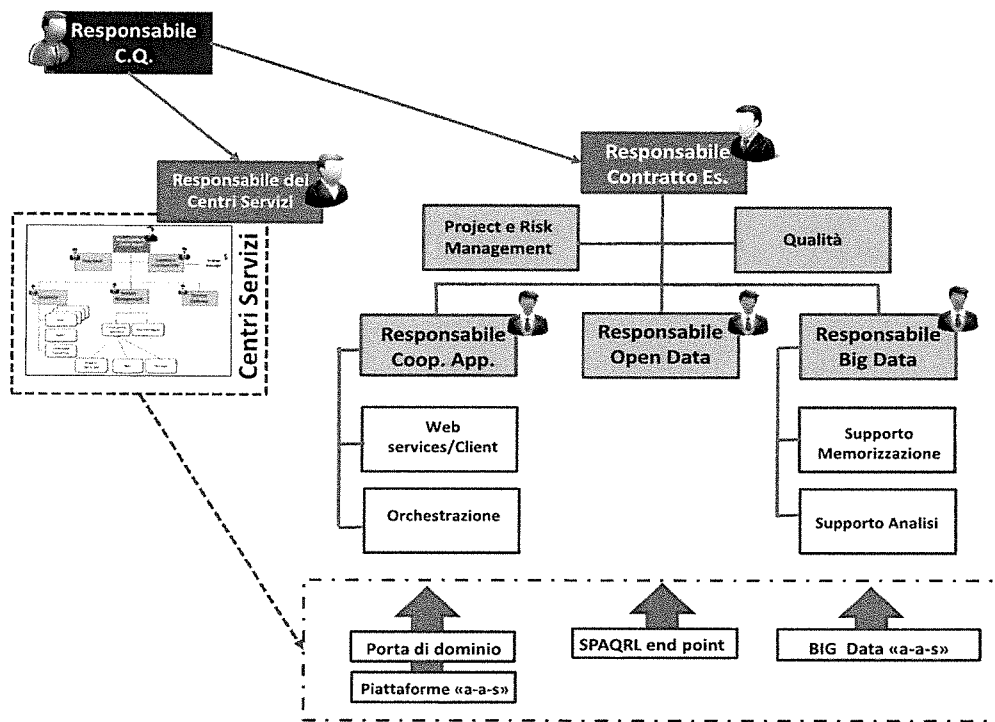 Responsabile
C.Q.
Responsabile dei
Centri Servizi
Centri Servizi
Responsabile
Contratto Es.
Project e Risk
Management
Qualità
Responsabile
Coop. App.
Responsabile
Open Data
Responsabile
Big Data
Web
services/Client
Orchestrazione
Supporto
Memorizzazione
Supporto Analisi
Porta di dominio
Piattaforme «a-a-s»
SPAQRL end point
BIG Data «a-a-s»